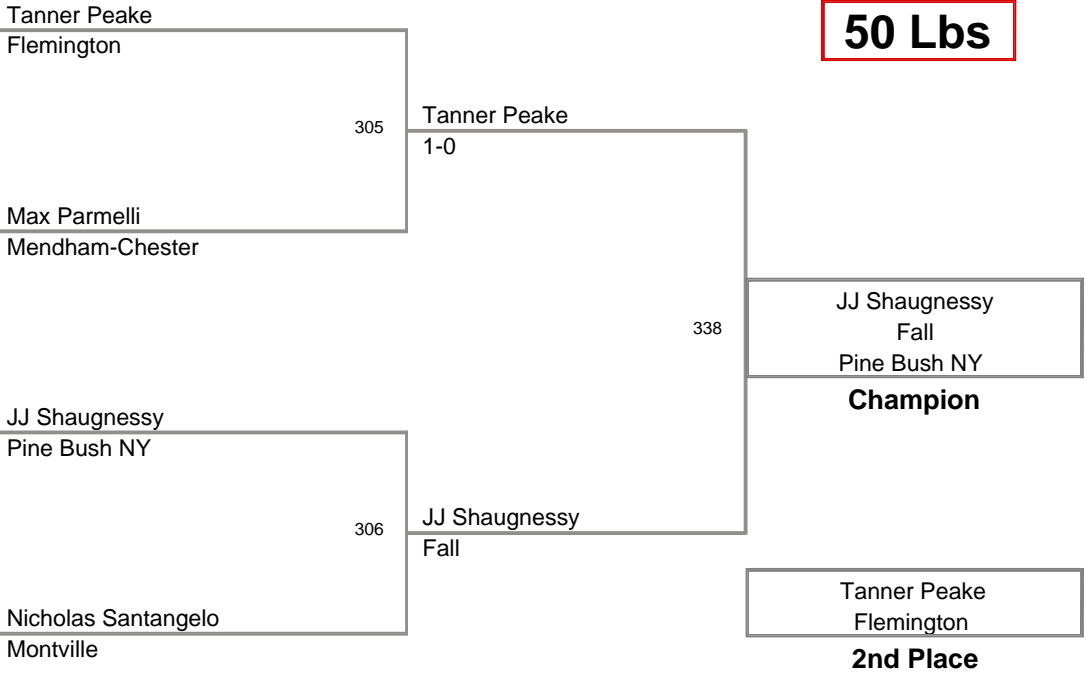 Tanner Peake
Flemington
50 Lbs
305
Tanner Peake
1-0
Max Parmelli
Mendham-Chester
338
JJ Shaugnessy
Fall
Pine Bush NY
Champion
JJ Shaugnessy
Pine Bush NY
306
JJ Shaugnessy
Fall
Nicholas Santangelo
Montville
Tanner Peake
Flemington
2nd Place